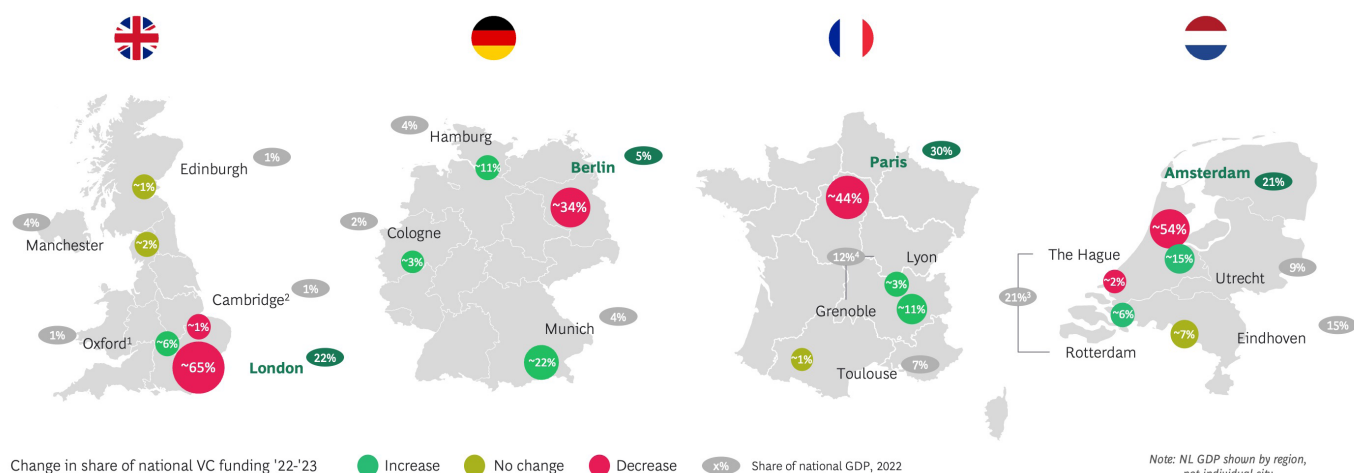 4%
Hamburg
~11%
1%
Edinburgh
~1%
4%
Manchester
~2%
1%
Cambridge²
~1%
1%
Oxford¹
~6%
~65%
London
22%
Berlin
5%
~34%
2%
Cologne
~3%
4%
Munich
~22%
Paris
30%
~44%
12%⁴
Lyon
~3%
Grenoble
~11%
~1%
Toulouse
7%
Amsterdam
21%
~54%
The Hague
~15%
~2%
Utrecht
9%
21%³
~6%
~7%
Eindhoven
15%
Rotterdam
Change in share of national VC funding '22-'23
Increase
No change
Decrease
x%
Share of national GDP, 2022
Note: NL GDP shown by region,
not individual city